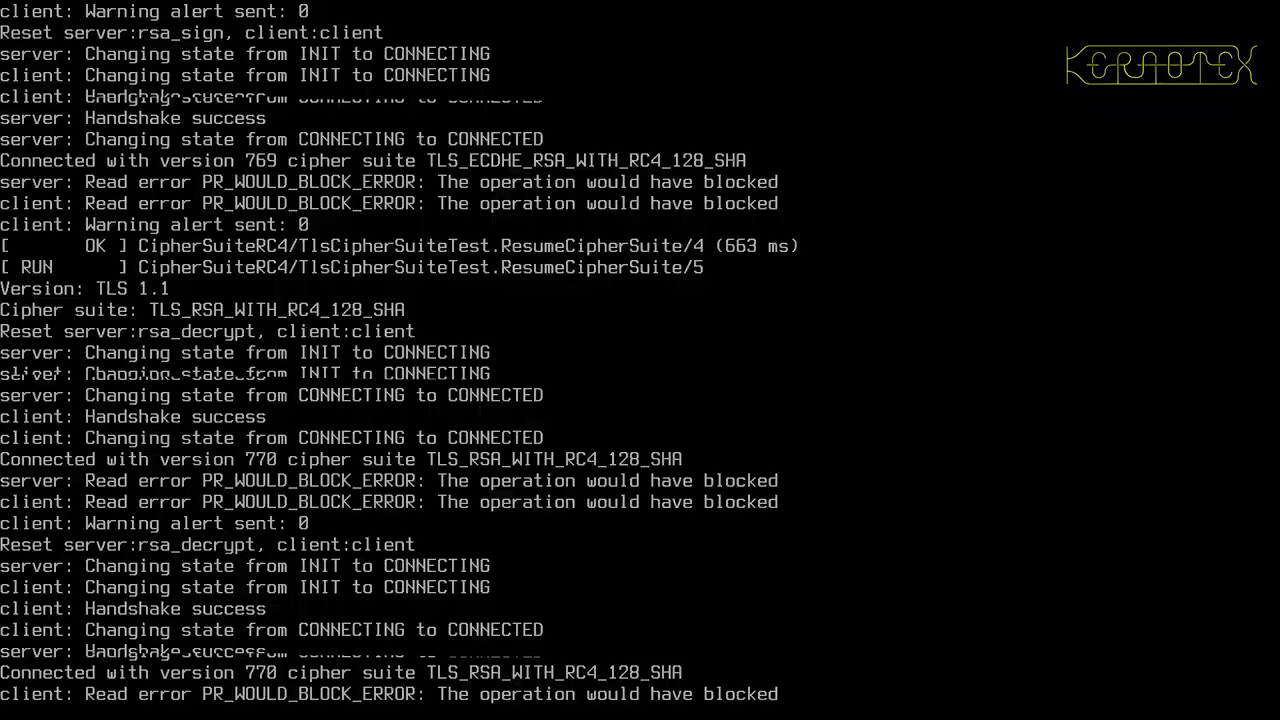 client: Warning alert sent: 0
Reset server:rsa_sign, client:client
server: Changing state from INIT to CONNECTING
client: Changing state from INIT to CONNECTING
client:
server: Handshake success
server: Changing state from CONNECTING to CONNECTED
Connected with version 769 cipher suite TLS_ECDHE_RSA_WITH_RC4_128_SHA
server: Read error PR_WOULD_BLOCK_ERROR: The operation would have blocked
client: Read error PR_WOULD_BLOCK_ERROR: The operation would have blocked
client: Warning alert sent: 0
[       OK ] CipherSuiteRC4/TlsCipherSuiteTest.ResumeCipherSuite/4 (663 ms)
[ RUN      ] CipherSuiteRC4/TlsCipherSuiteTest.ResumeCipherSuite/5
Version: TLS 1.1
Cipher suite: TLS_RSA_WITH_RC4_128_SHA
Reset server:rsa_decrypt, client:client
server: Changing state from INIT to CONNECTING
INIT to CONNECTING
server: Changing state from CONNECTING to CONNECTED
client: Handshake success
client: Changing state from CONNECTING to CONNECTED
Connected with version 770 cipher suite TLS_RSA_WITH_RC4_128_SHA
server: Read error PR_WOULD_BLOCK_ERROR: The operation would have blocked
client: Read error PR_WOULD_BLOCK_ERROR: The operation would have blocked
client: Warning alert sent: 0
Reset server:rsa_decrypt, client:client
server: Changing state from INIT to CONNECTING
client: Changing state from INIT to CONNECTING
client: Handshake success
client: Changing state from CONNECTING to CONNECTED
server:
Connected with version 770 cipher suite TLS_RSA_WITH_RC4_128_SHA
client: Read error PR_WOULD_BLOCK_ERROR: The operation would have blocked
KERNOTEX